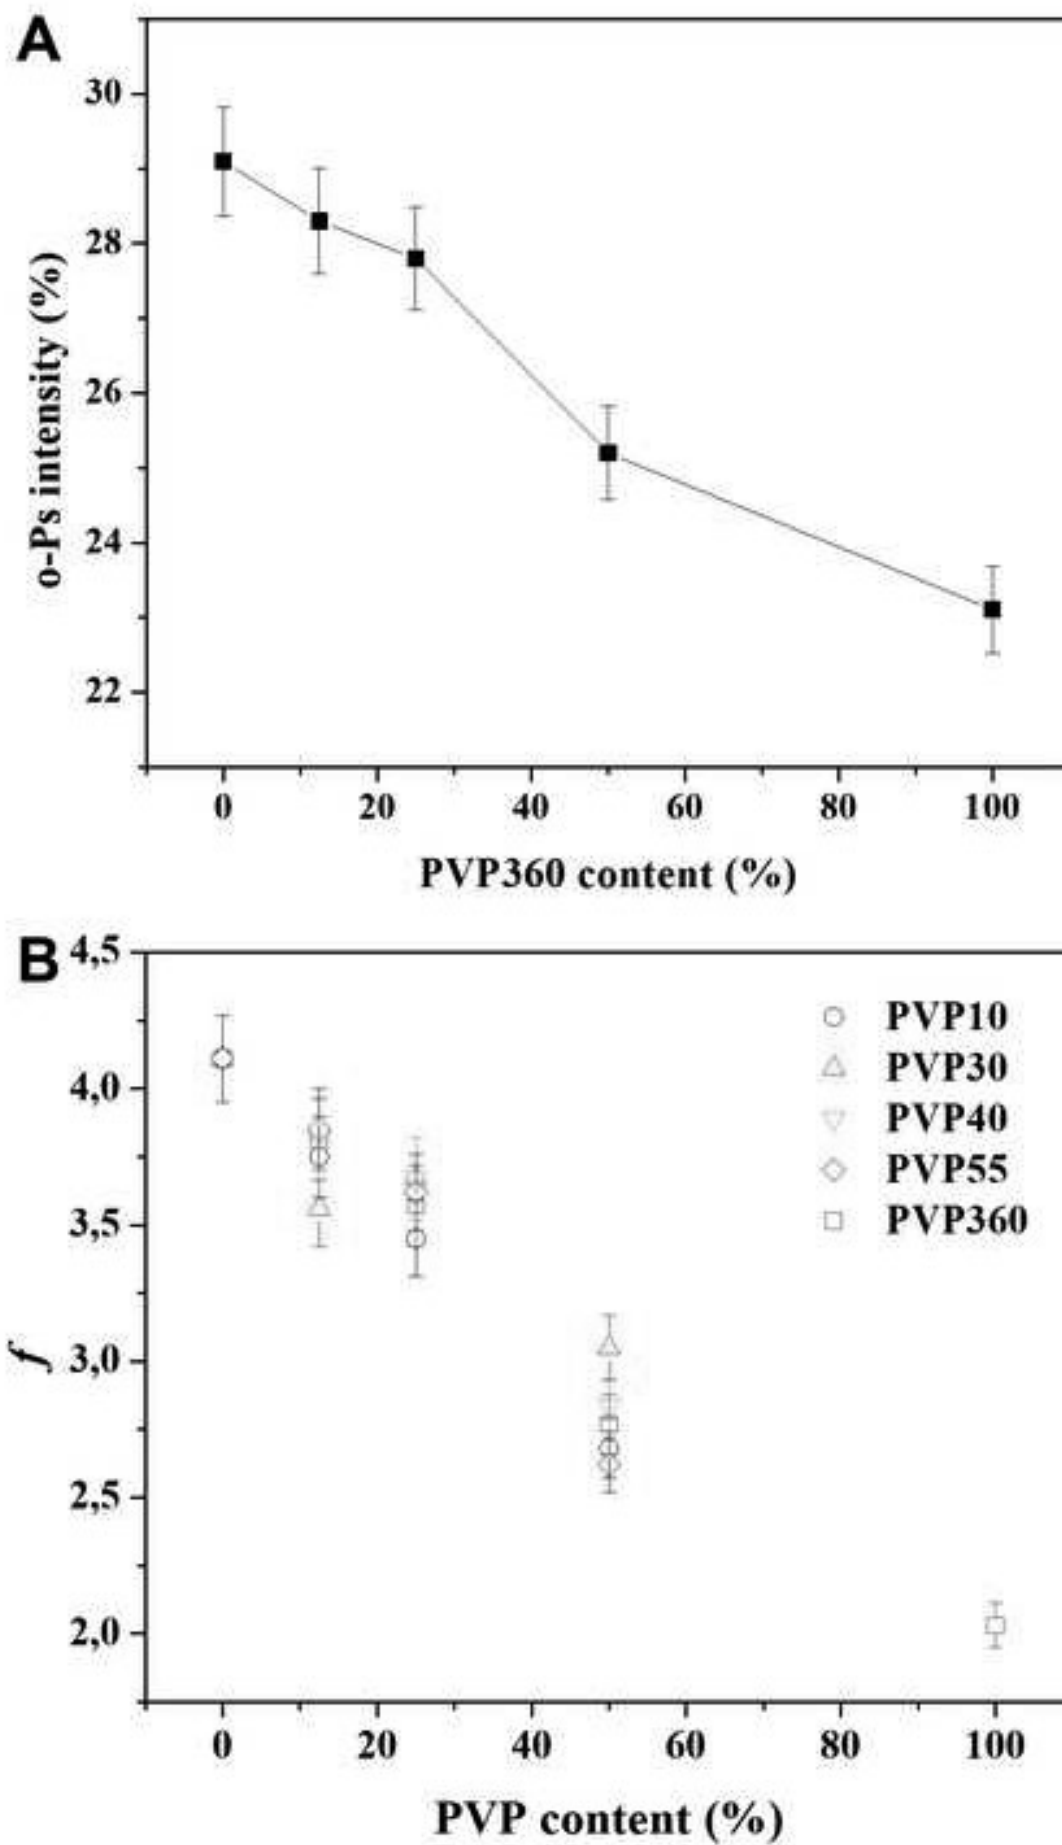 A
30
28
26
24
22
o-Ps intensity (%)
0 20 40 60 80 100
PVP360 content (%)
B
4,5
4,0
3,5
3,0
2,5
2,0
f
PVP10
PVP30
PVP40
PVP55
PVP360
0 20 40 60 80 100
PVP content (%)